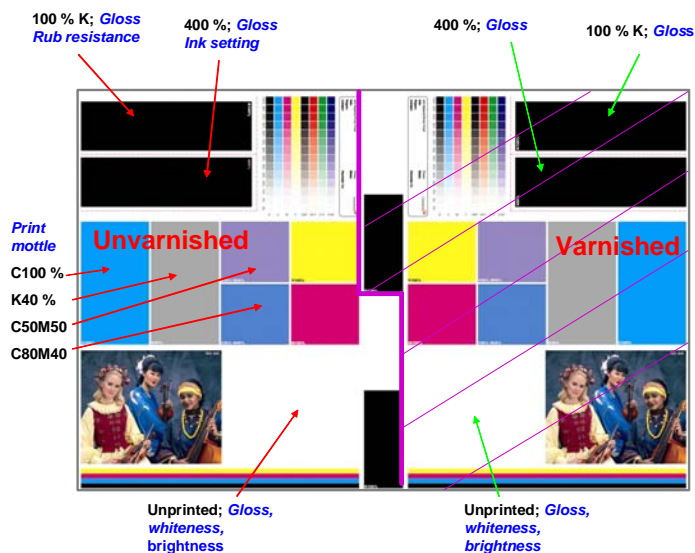 100 % K; Gloss
Rub resistance
400 %; Gloss
Ink setting
400 %; Gloss
100 % K; Gloss
Print
mottle
C100 %
K40 %
C50M50
C80M40
Unvarnished
Varnished
Unprinted; Gloss,
whiteness,
brightness
Unprinted; Gloss,
whiteness,
brightness